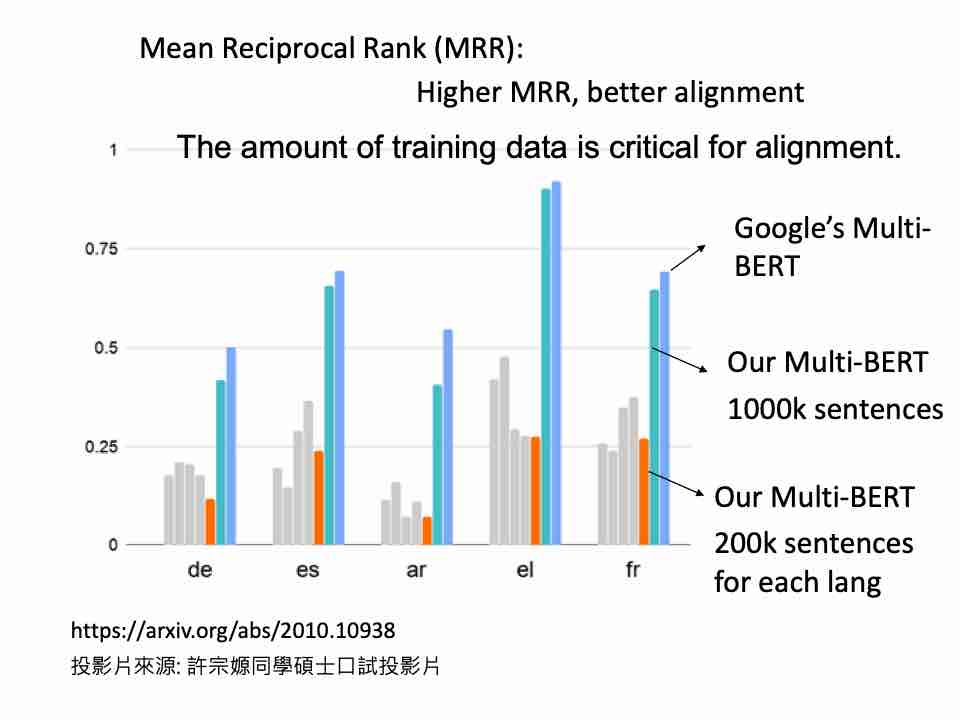 Mean Reciprocal Rank (MRR):
Higher MRR, better alignment
The amount of training data is critical for alignment.
1
0.75
0.5
0.25
0
de es ar el fr
Google’s Multi-
BERT
Our Multi-BERT
1000k sentences
Our Multi-BERT
200k sentences
for each lang
https://arxiv.org/abs/2010.10938
投影片來源: 許宗嫄同學碩士口試投影片